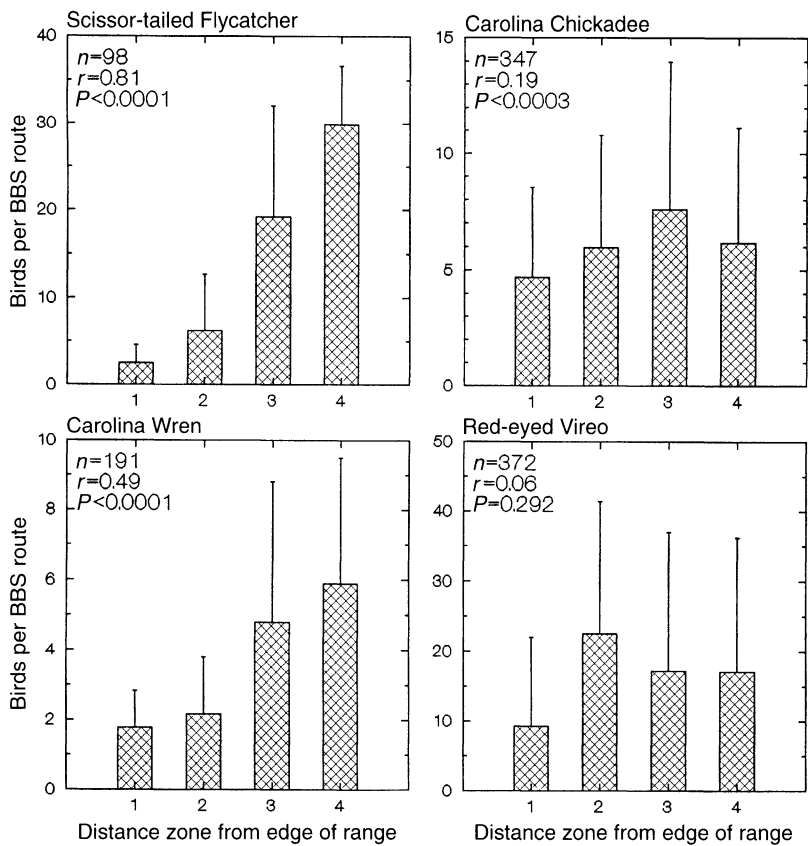 Scissor-tailed Flycatcher
n=98
r=0.81
P<0.0001
40
30
20
10
0
Birds per BBS route
1 2 3 4
Carolina Chickadee
n=347
r=0.19
P<0.0003
15
10
5
0
1 2 3 4
Carolina Wren
n=191
r=0.49
P<0.0001
10
8
6
4
2
0
Birds per BBS route
1 2 3 4
Distance zone from edge of range
Red-eyed Vireo
n=372
r=0.06
P=0.292
50
40
30
20
10
0
1 2 3 4
Distance zone from edge of range